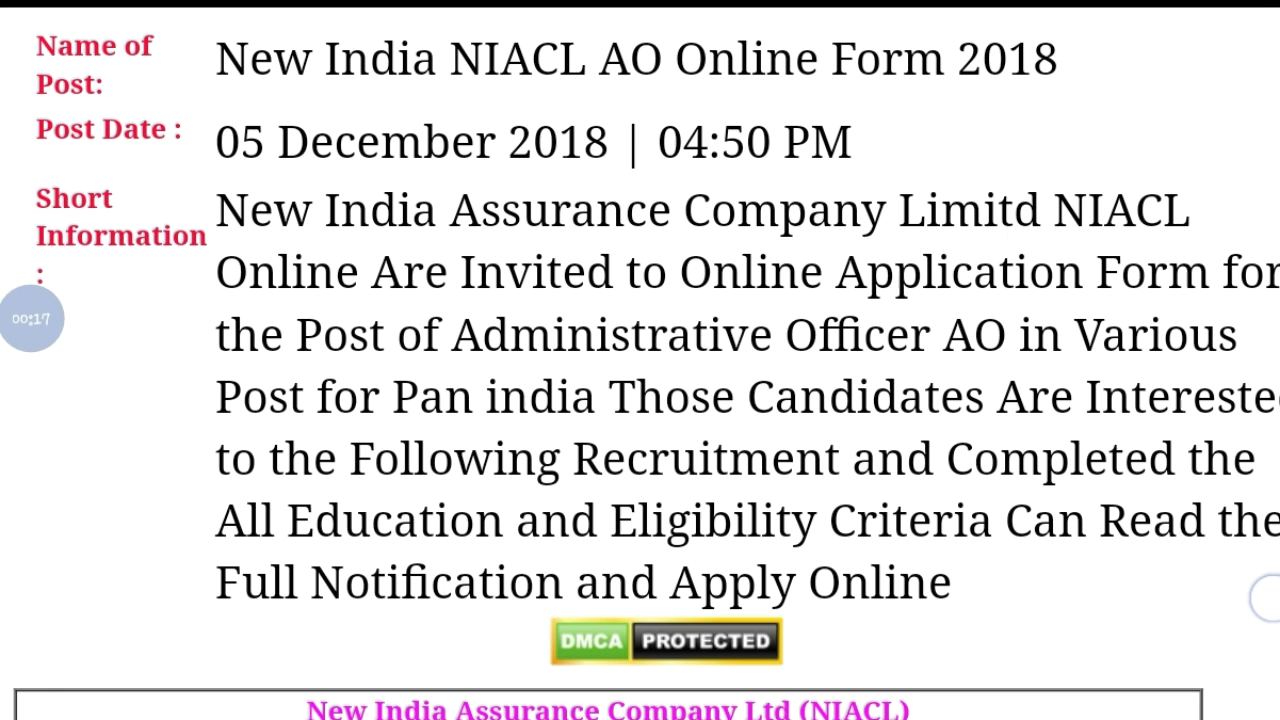 Name of
Post:
New India NIACL AO Online Form 2018
Post Date :
05 December 2018 | 04:50 PM
Short
Information
:
New India Assurance Company Limitd NIACL
Online Are Invited to Online Application Form for
the Post of Administrative Officer AO in Various
Post for Pan india Those Candidates Are Interested
to the Following Recruitment and Completed the
All Education and Eligibility Criteria Can Read the
Full Notification and Apply Online
00:17
DMCA PROTECTED
New India Assurance Company Ltd (NIACL)